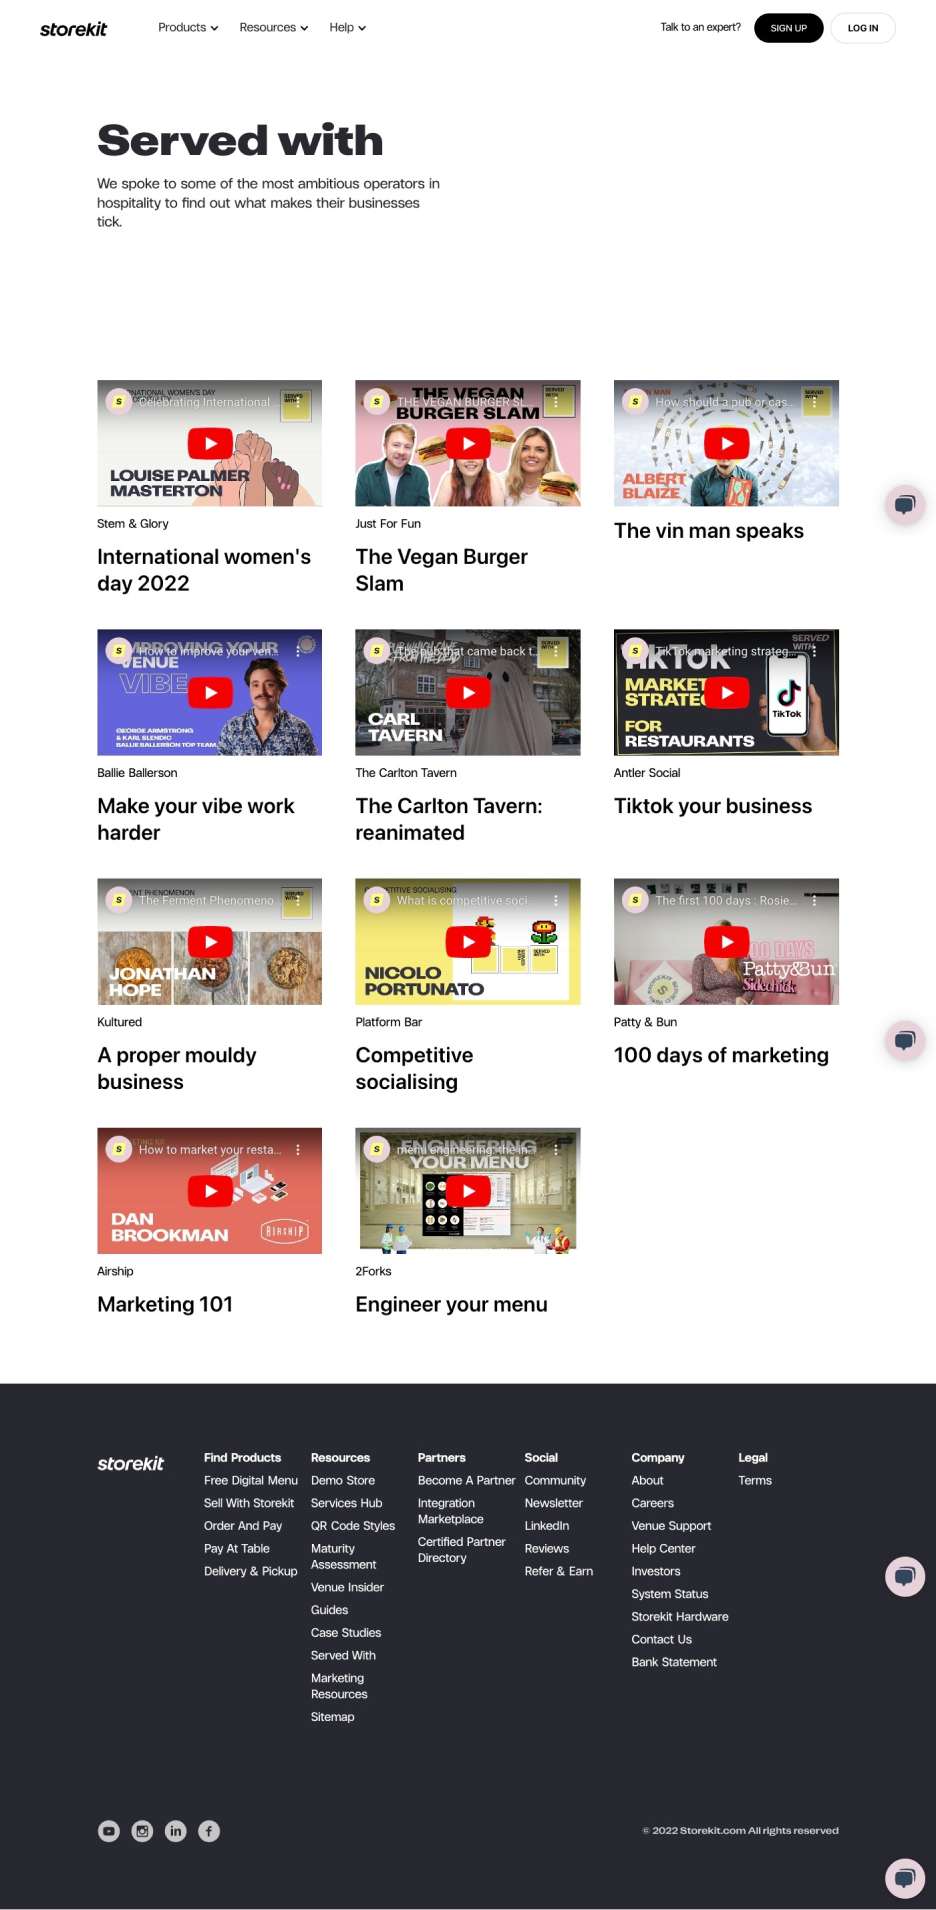 storekit
Products
Resources
Help
Talk to an expert?
SIGN UP
LOG IN
Served with
We spoke to some of the most ambitious operators in
hospitality to find out what makes their businesses
tick.
Celebrating International ...
LOUISE PALMER
MASTERTON
Stem & Glory
International women's
day 2022
THE VEGAN
BURGER SLAM
THE VEGAN BURGER SL...
Just For Fun
The Vegan Burger
Slam
How should a pub or cas...
ALBERT
BLAIZE
The vin man speaks
IMPROVING YOUR
How to improve your ven...
VENUE
VIBE
GEORGE ARMSTRONG
& KARL SLENDIO
BALLIE BALLERSON TOP TEAM
Ballie Ballerson
Make your vibe work
harder
The pub that came back t...
CARL
TAVERN
The Carlton Tavern
The Carlton Tavern:
reanimated
SERVED
WITH
TikTok marketing strateg...
TIKTOK
FOR
RESTAURANTS
TikTok
Antler Social
Tiktok your business
The Ferment Phenomeno...
JONATHAN
HOPE
Kultured
A proper mouldy
business
What is competitive soci...
NICOLO
PORTUNATO
Platform Bar
Competitive
socialising
The first 100 days : Rosie...
Patty&Bun
Sidechick
Patty & Bun
100 days of marketing
How to market your resta...
DAN
BROOKMAN
AIRSHIP
Airship
Marketing 101
ENGINEERING
menu engineering: the in...
YOUR MENU
2Forks
Engineer your menu
storekit
Find Products
Free Digital Menu
Sell With Storekit
Order And Pay
Pay At Table
Delivery & Pickup
Resources
Demo Store
Services Hub
QR Code Styles
Maturity
Assessment
Venue Insider
Guides
Case Studies
Served With
Marketing
Resources
Sitemap
Partners
Become A Partner
Integration
Marketplace
Certified Partner
Directory
Social
Community
Newsletter
LinkedIn
Reviews
Refer & Earn
Company
About
Careers
Venue Support
Help Center
Investors
System Status
Storekit Hardware
Contact Us
Bank Statement
Legal
Terms
© 2022 Storekit.com All rights reserved